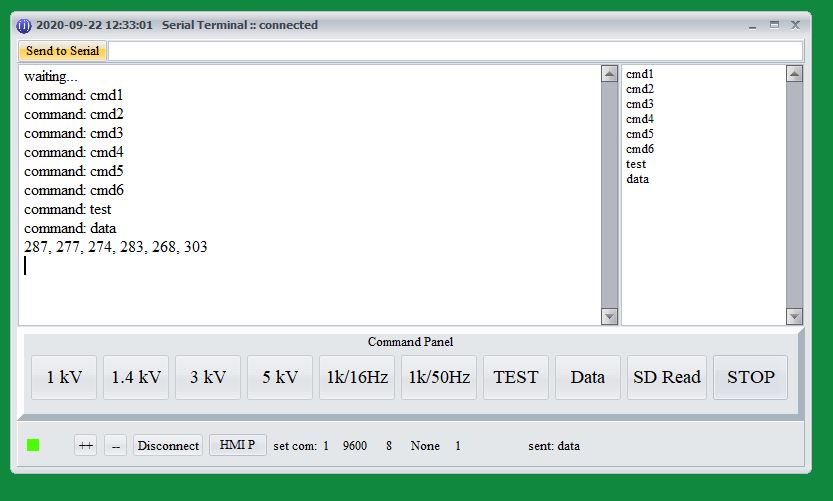 2020-09-22 12:33:01 Serial Terminal :: connected
Send to Serial
waiting...
command: cmd1
command: cmd2
command: cmd3
command: cmd4
command: cmd5
command: cmd6
command: test
command: data
287, 277, 274, 283, 268, 303
cmd1
cmd2
cmd3
cmd4
cmd5
cmd6
test
data
Command Panel
1 kV 1.4 kV 3 kV 5 kV 1k/16Hz 1k/50Hz TEST Data SD Read STOP
++ -- Disconnect HMI P set com: 1 9600 8 None 1 sent: data